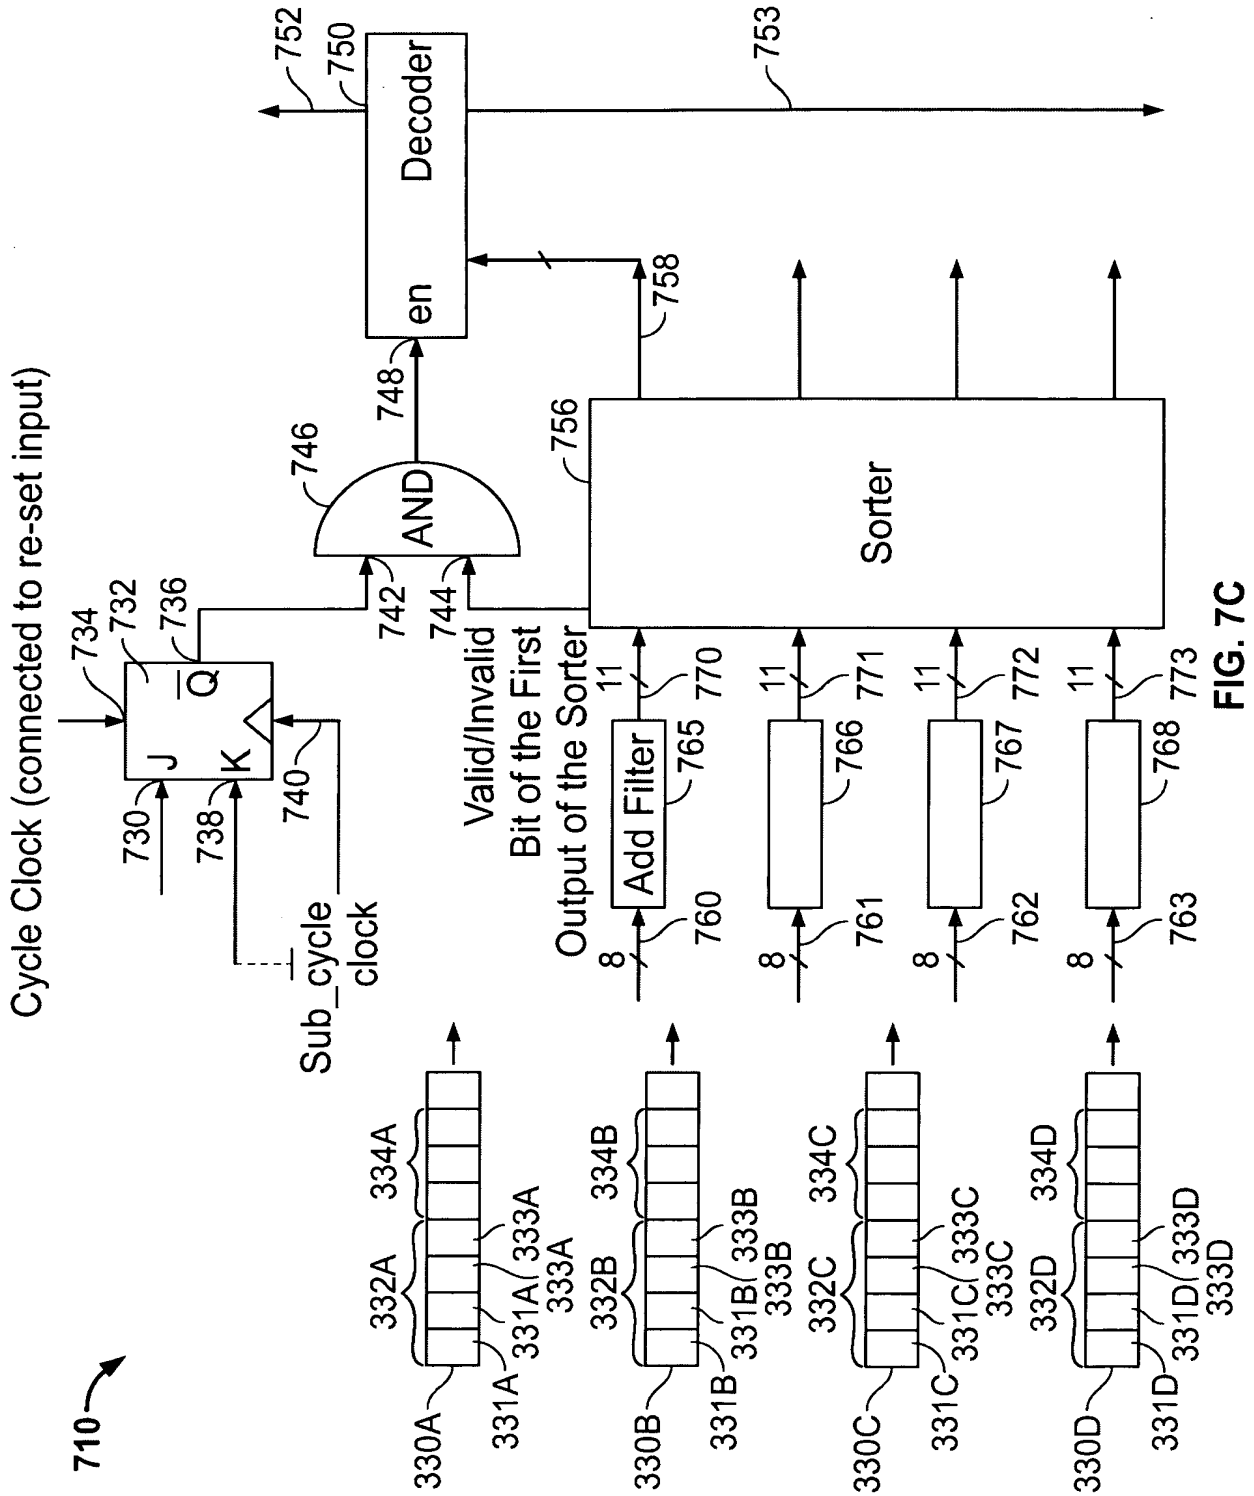 710
Cycle Clock (connected to re-set input)
734
732
730
J
Q
736
738
K
740
Sub_cycle
clock
742
744
746
AND
748
en
Decoder
750
752
753
Valid/Invalid
Bit of the First
Output of the Sorter
756
Sorter
758
8
760
Add Filter
765
11
770
8
761
766
11
771
8
762
767
11
772
8
763
768
11
773
330A
332A
334A
331A
331A
333A
333A
330B
332B
334B
331B
331B
333B
333B
330C
332C
334C
331C
331C
333C
333C
330D
332D
334D
331D
331D
333D
333D
FIG. 7C